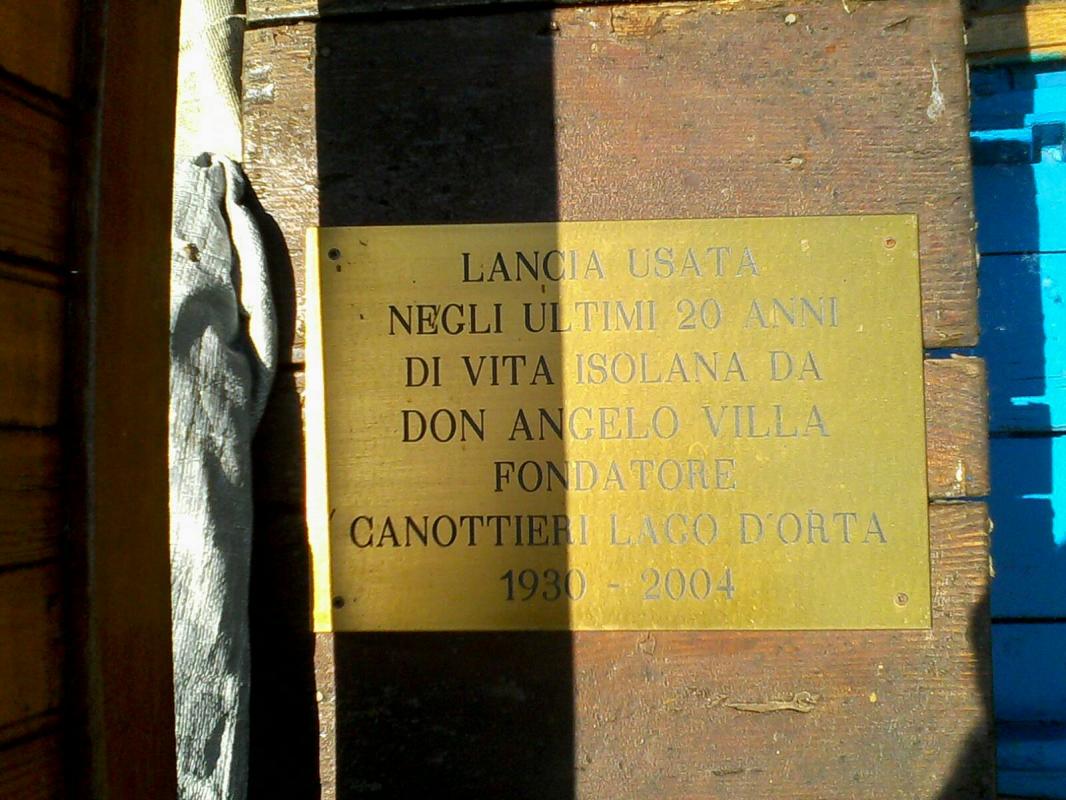 LANCIA USATA
NEGLI ULTIMI 20 ANNI
DI VITA ISOLANA DA
DON ANGELO VILLA
FONDATORE
CANOTTIERI LAGO D'ORTA
1930 - 2004